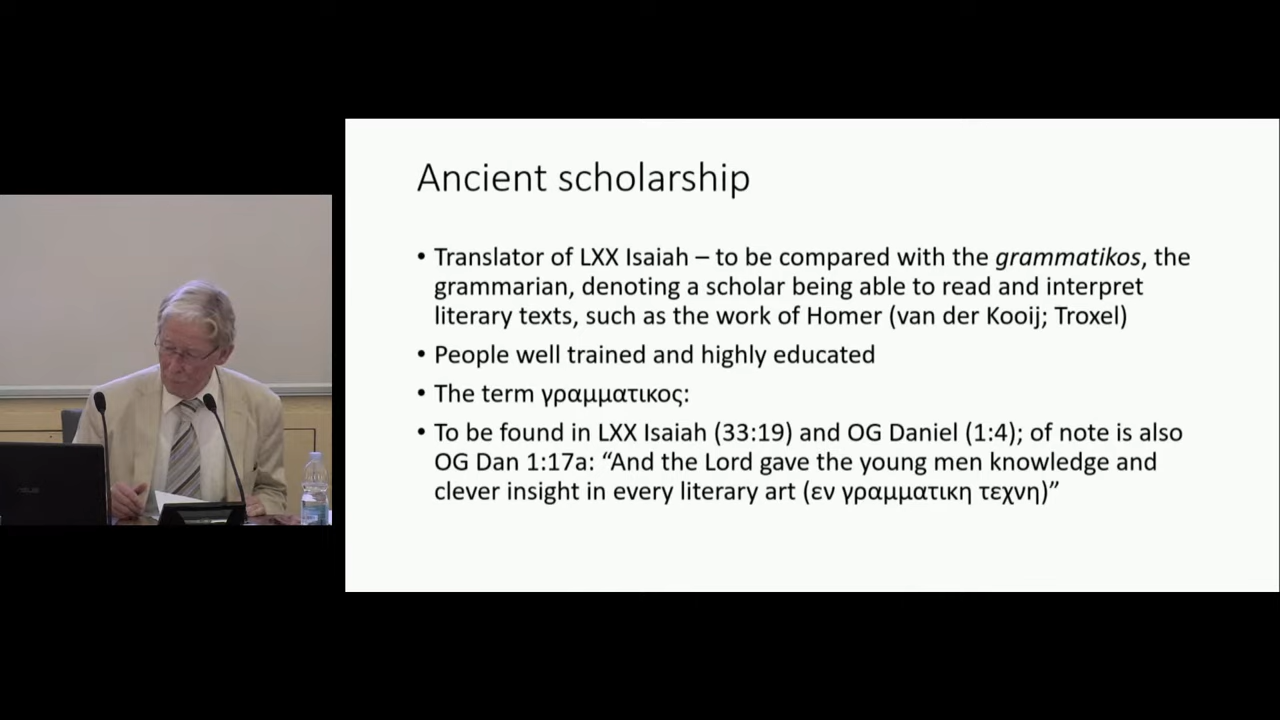 Ancient scholarship
• Translator of LXX Isaiah – to be compared with the grammatikos, the
grammarian, denoting a scholar being able to read and interpret
literary texts, such as the work of Homer (van der Kooij; Troxel)
• People well trained and highly educated
• The term γραμματικος:
• To be found in LXX Isaiah (33:19) and OG Daniel (1:4); of note is also
OG Dan 1:17a: “And the Lord gave the young men knowledge and
clever insight in every literary art (εν γραμματικη τεχνη)”